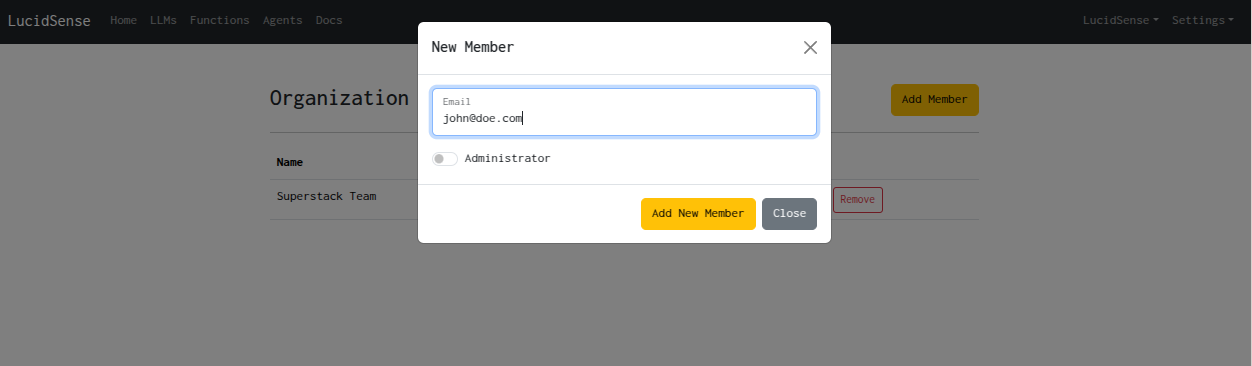 LucidSense Home LLMs Functions Agents Docs LucidSense Settings
New Member
Organization
Add Member
Email
john@doe.com
Name
Administrator
Superstack Team
Remove
Add New Member Close